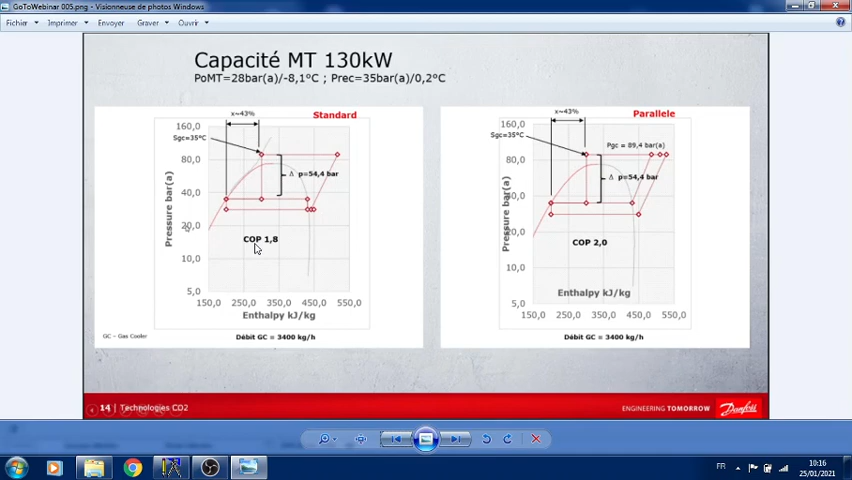 GoToWebinar 005.png - Visionneuse de photos Windows
Fichier Imprimer Envoyer Graver Ouvrir
Capacité MT 130kW
PoMT=28bar(a)/-8,1°C ; Prec=35bar(a)/0,2°C
x~43%
Standard
Sgc=35°C
160,0
80,0
40,0
20,0
10,0
5,0
Pressure bar(a)
Δ p=54,4 bar
COP 1,8
150,0 250,0 350,0 450,0 550,0
Enthalpy kJ/kg
GC – Gas Cooler
Débit GC = 3400 kg/h
x~43%
Parallele
Sgc=35°C
Pgc = 89,4 bar(a)
160,0
80,0
40,0
20,0
10,0
5,0
Pressure bar(a)
Δ p=54,4 bar
COP 2,0
Enthalpy kJ/kg
150,0 250,0 350,0 450,0 550,0
Débit GC = 3400 kg/h
14 | Technologies CO2
ENGINEERING TOMORROW
Danfoss
FR
10:16
25/01/2021